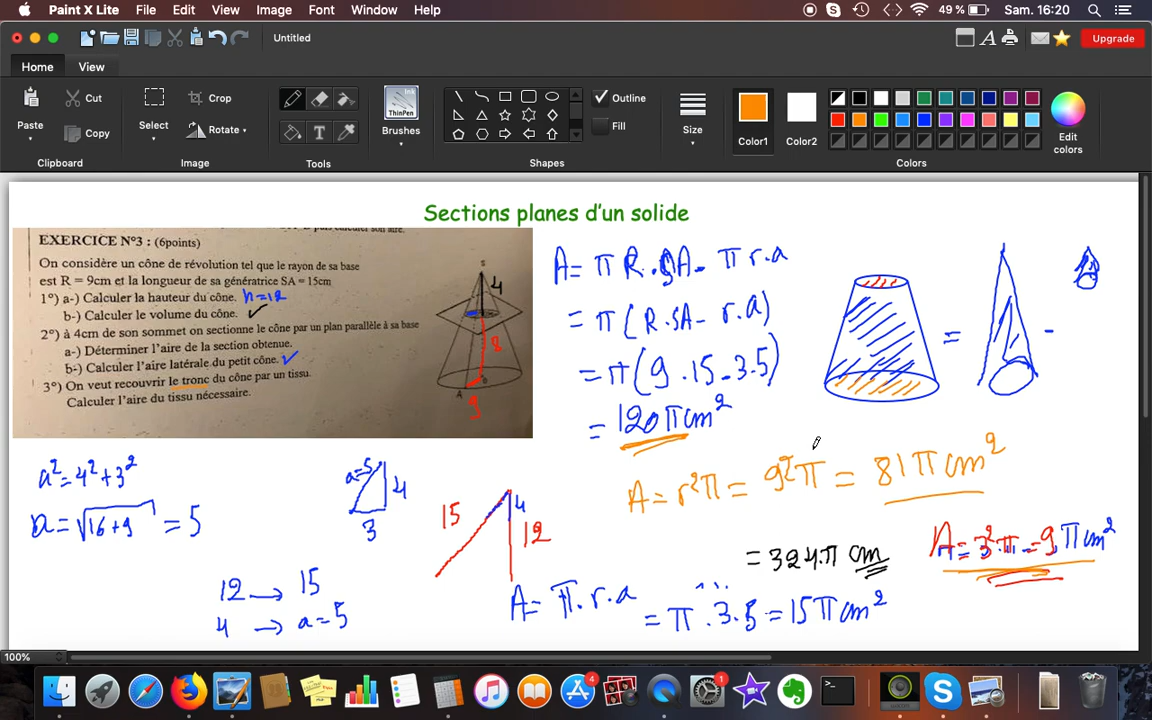 Paint X Lite File Edit View Image Font Window Help 49 % Sam. 16:20
Untitled Upgrade
Home View
Paste Cut Copy Clipboard
Select Crop Rotate Image
Tools
Ink ThinPen Brushes
Outline Fill Shapes
Size
Color1 Color2 Edit colors Colors
Sections planes d'un solide
EXERCICE N°3 : (6points)
On considère un cône de révolution tel que le rayon de sa base
est R = 9cm et la longueur de sa génératrice SA = 15cm
1°) a-) Calculer la hauteur du cône. h=12
b-) Calculer le volume du cône.
2°) à 4cm de son sommet on sectionne le cône par un plan parallèle à sa base
a-) Déterminer l'aire de la section obtenue.
b-) Calculer l'aire latérale du petit cône.
3°) On veut recouvrir le tronc du cône par un tissu.
Calculer l'aire du tissu nécessaire.
S
4
8
A
9
A = π R.SA - π r.a
= π ( R.SA - r.a )
= π ( 9 .15 - 3.5 )
= 120 π cm²
= -
A = r²π = 9²π = 81 π cm²
A = 3².π = 9 π cm²
= 324.π cm
a² = 4² + 3²
a = √16+9 = 5
a=5
4
3
15
4
12
12 → 15
4 → a = 5
A = π . r . a = π . 3 . 5 = 15 π cm²
100%
4
1